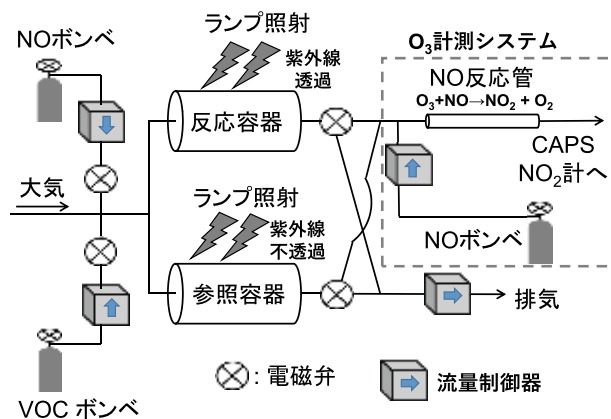 NOボンベ
ランプ照射
紫外線
透過
反応容器
O₃計測システム
NO反応管
O₃+NO→NO₂ + O₂
CAPS
NO₂計へ
大気
ランプ照射
紫外線
不透過
参照容器
NOボンベ
排気
VOC ボンベ
: 電磁弁
: 流量制御器